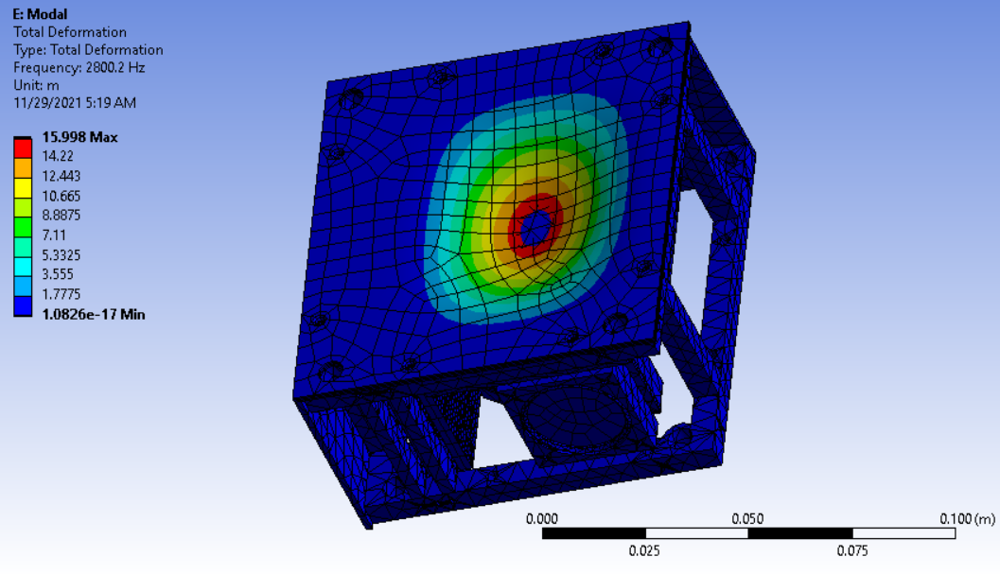 E: Modal
Total Deformation
Type: Total Deformation
Frequency: 2800.2 Hz
Unit: m
11/29/2021 5:19 AM
15.998 Max
14.22
12.443
10.665
8.8875
7.11
5.3325
3.555
1.7775
1.0826e-17 Min
0.000 0.050 0.100 (m)
0.025 0.075